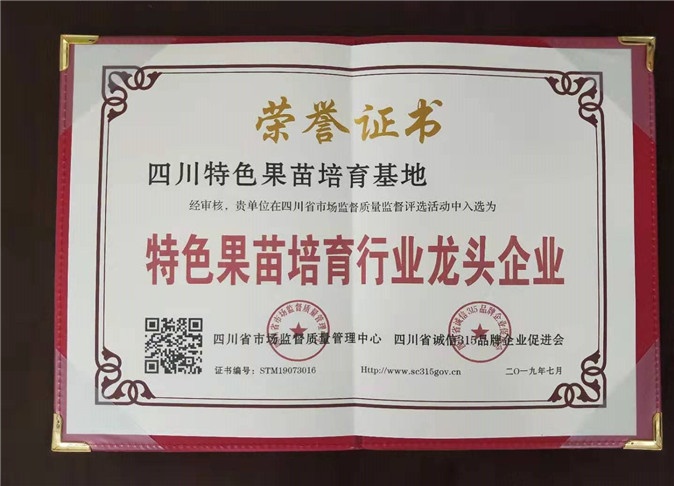 荣誉证书
四川特色果苗培育基地
经审核，贵单位在四川省市场监督质量监督评选活动中入选为
特色果苗培育行业龙头企业
四川省市场监督质量管理中心 四川省诚信315品牌企业促进会
证书编号：STM19073016 Http://www.sc315gov.cn 二〇一九年七月